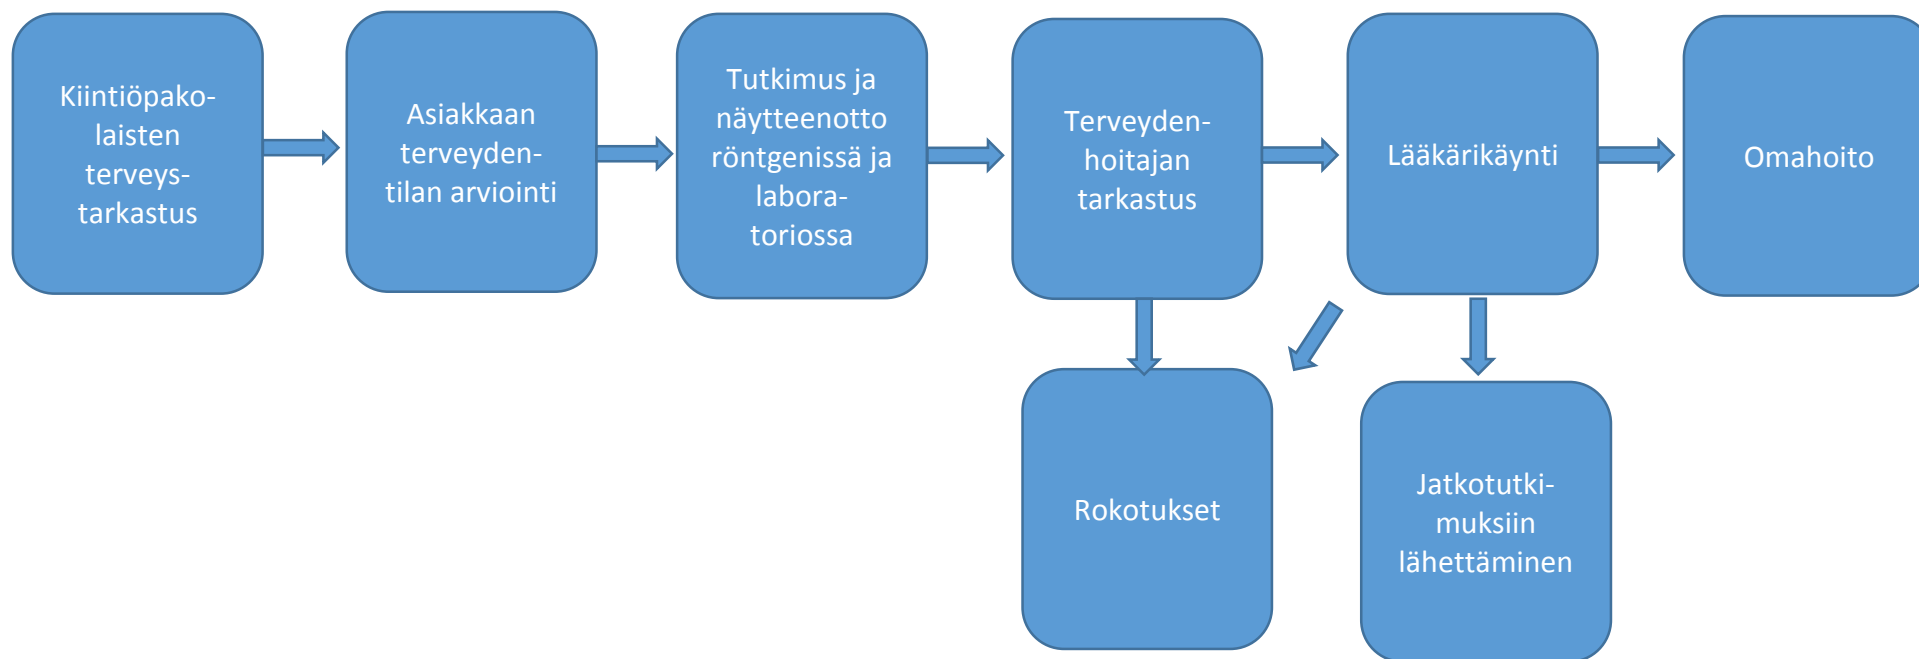 Kiintiöpako-
laisten
terveys-
tarkastus
Asiakkaan
terveyden-
tilan arviointi
Tutkimus ja
näytteenotto
röntgenissä ja
labora-
toriossa
Terveyden-
hoitajan
tarkastus
Lääkärikäynti
Omahoito
Rokotukset
Jatkotutki-
muksiin
lähettäminen